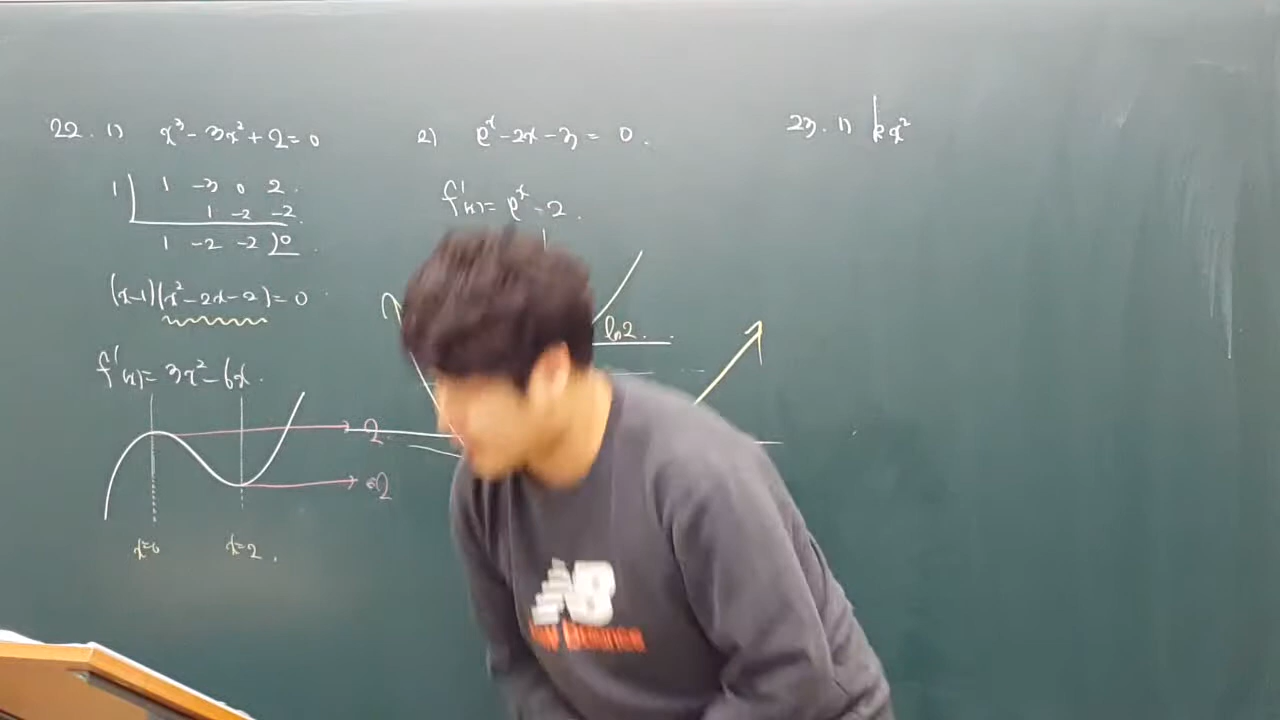 22. 1) x³-3x²+2=0
1 | 1 -3 0 2.
1 -2 -2
1 -2 -2 | 0
(x-1)(x²-2x-2)=0
f'(x)=3x²-6x.
2
-2
x=0 x=2.
2) eˣ-2x-3=0.
f'(x)=eˣ-2.
ln2.
23. 1) kx²
NB